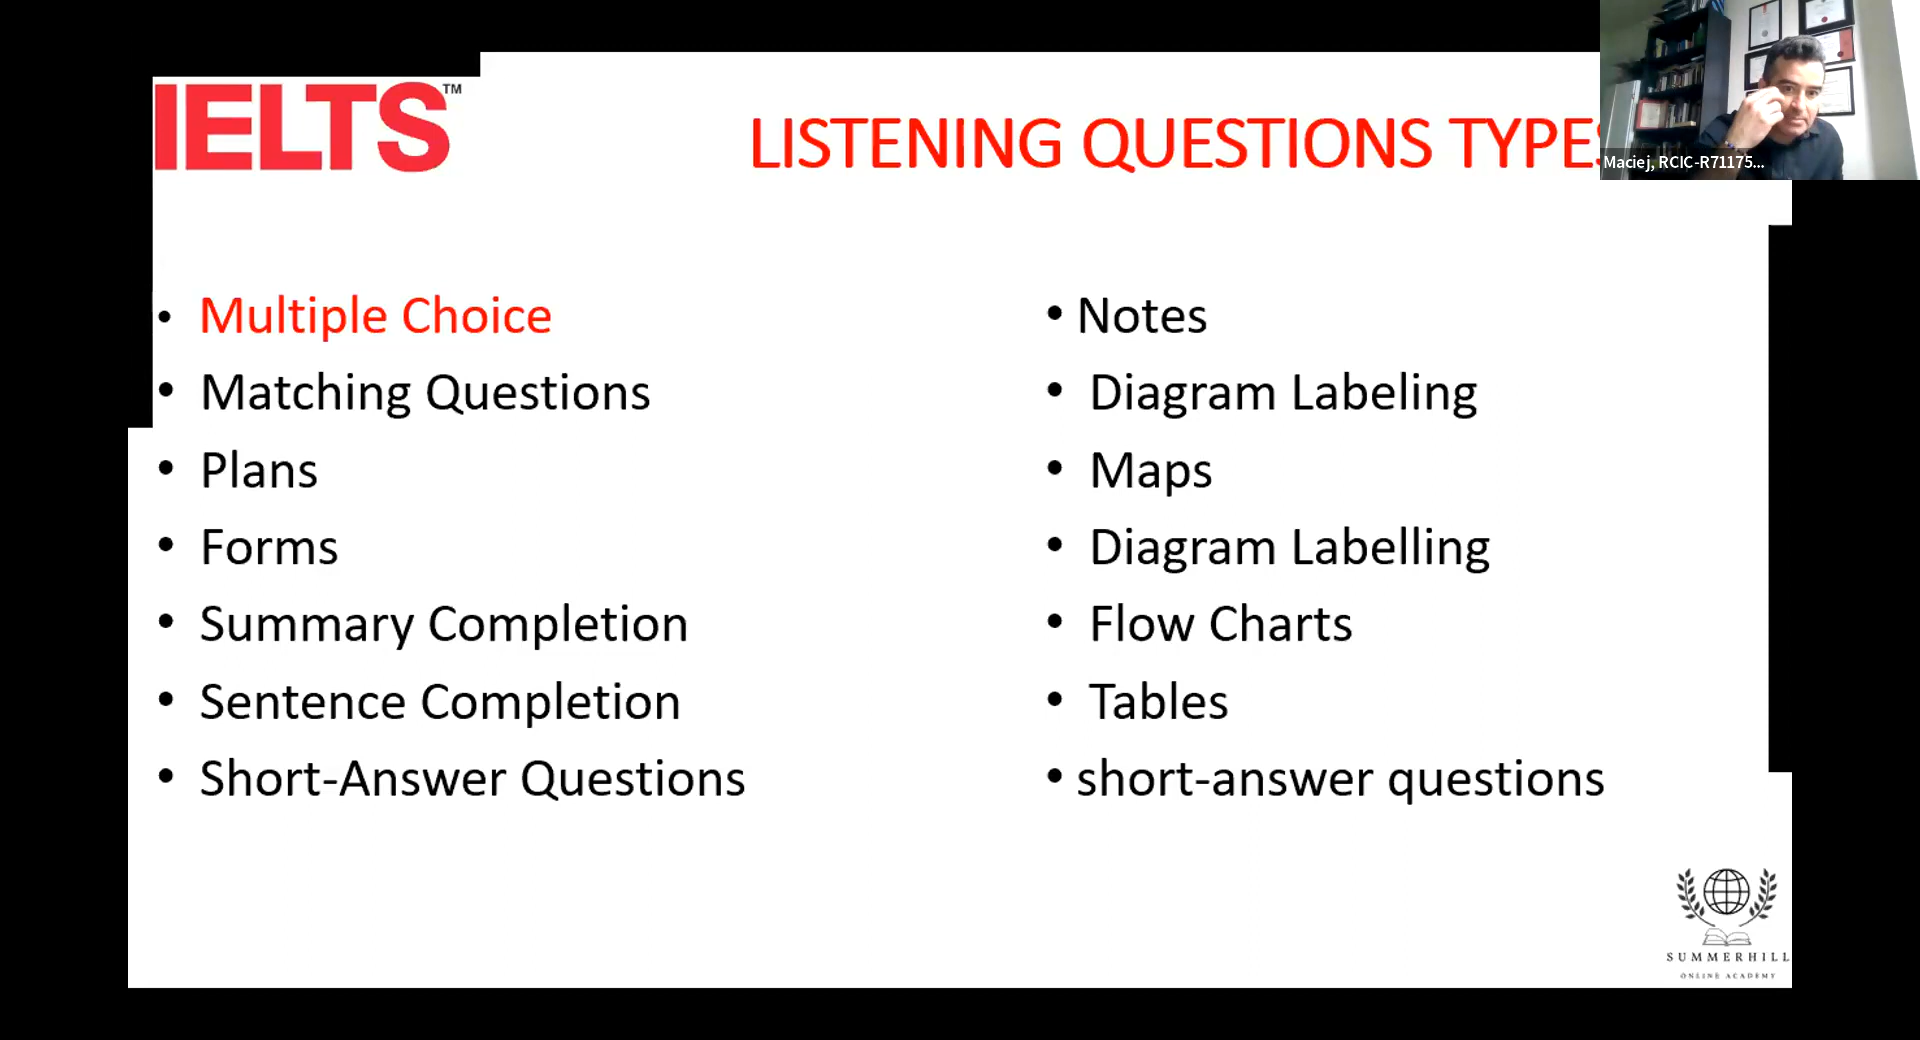 IELTS™
LISTENING QUESTIONS TYPES
Maciej, RCIC-R71175...
• Multiple Choice
• Matching Questions
• Plans
• Forms
• Summary Completion
• Sentence Completion
• Short-Answer Questions
• Notes
• Diagram Labeling
• Maps
• Diagram Labelling
• Flow Charts
• Tables
• short-answer questions
SUMMERHILL
ONLINE ACADEMY